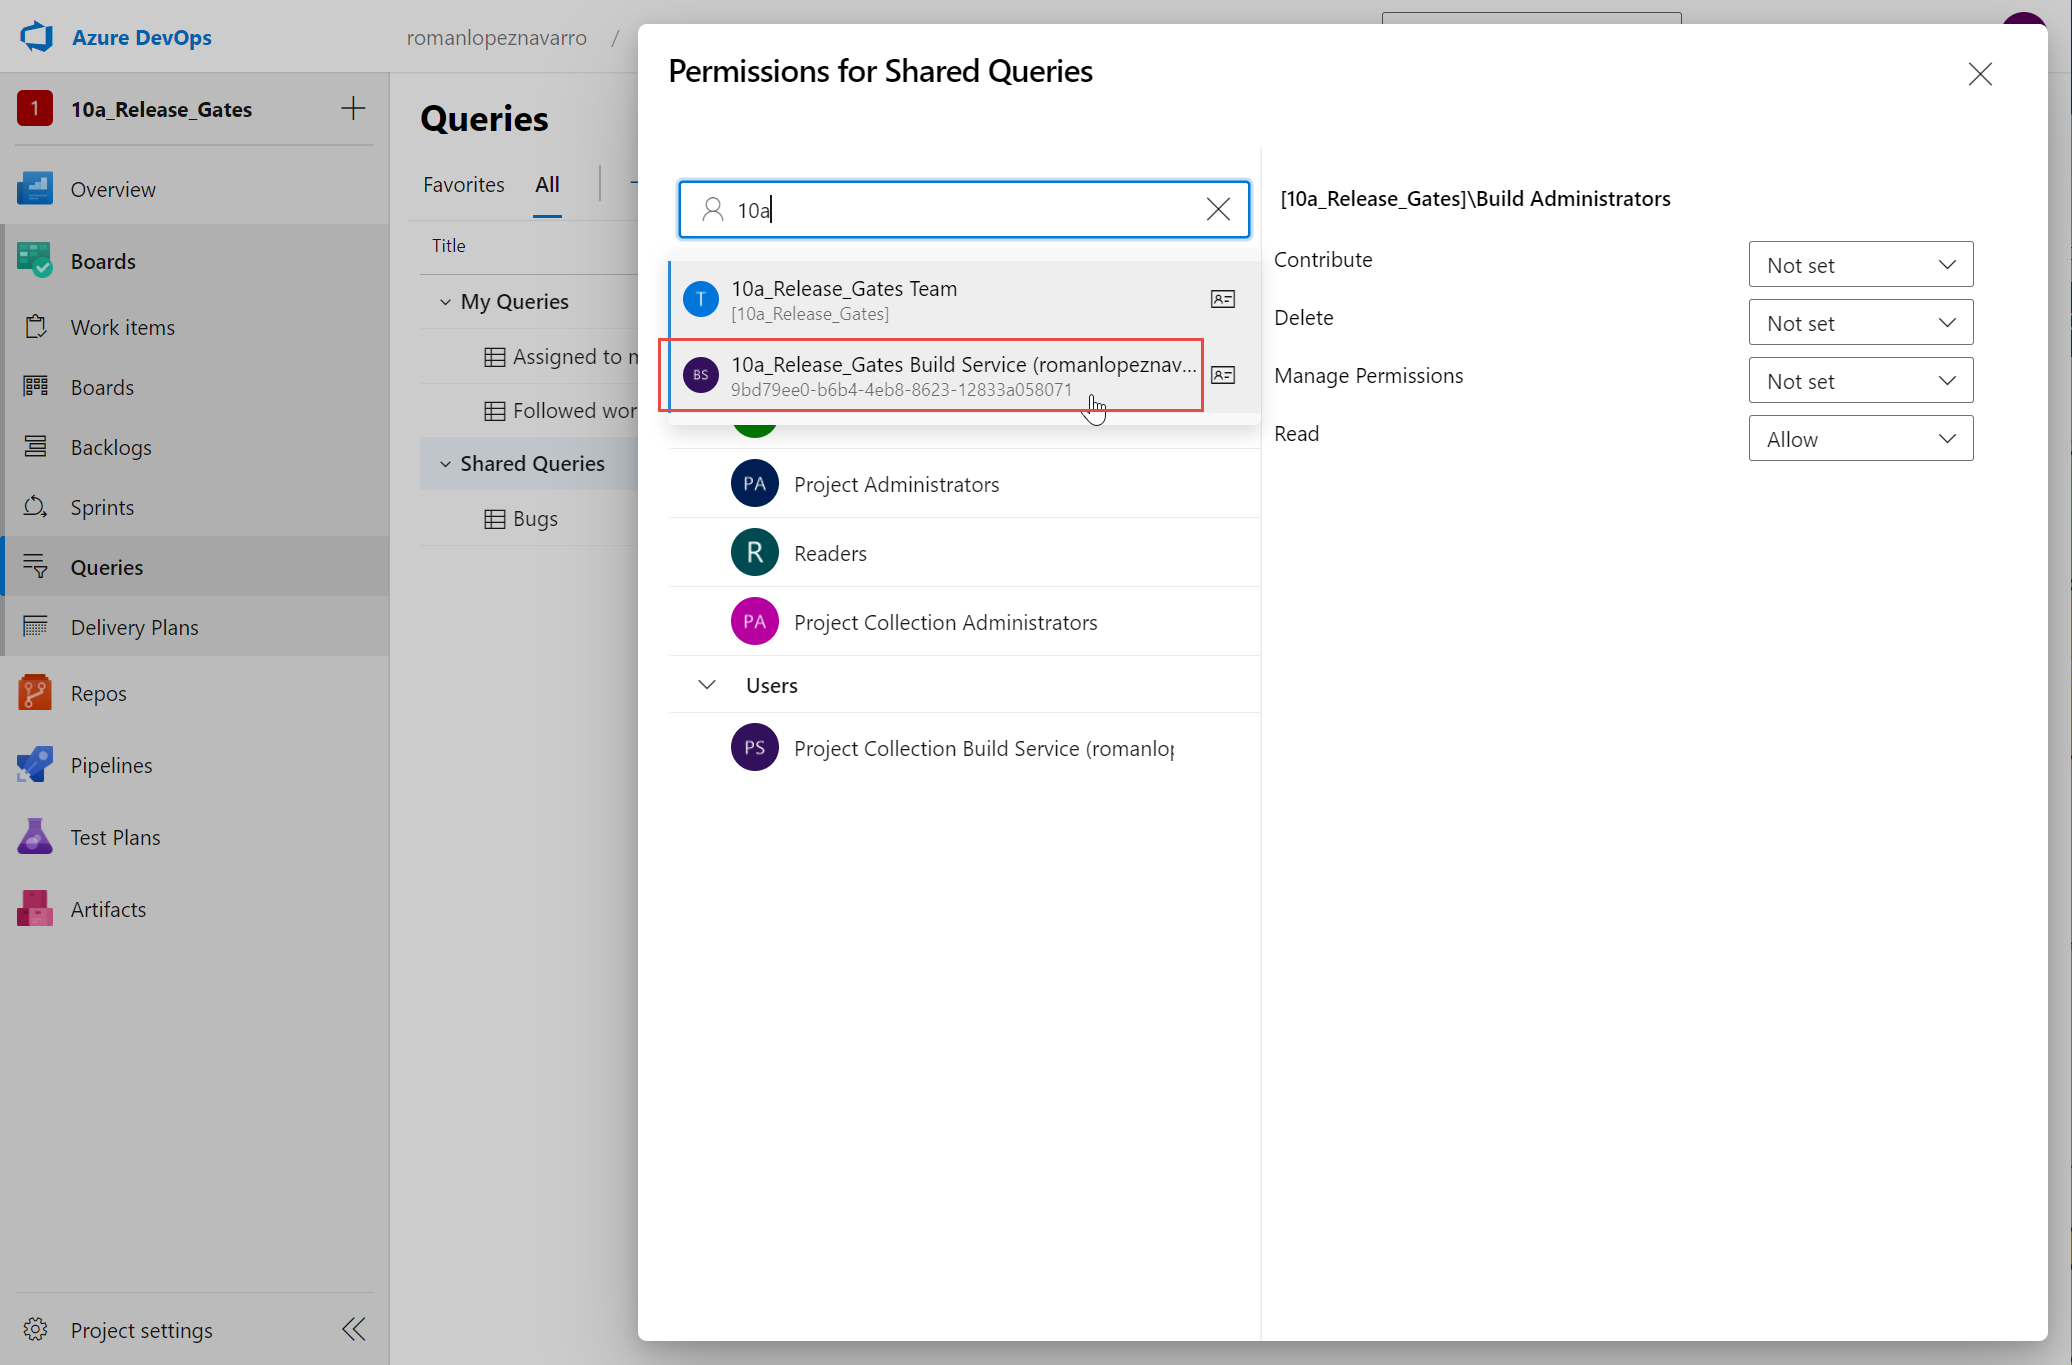 Azure DevOps
romanlopeznavarro /
1 10a_Release_Gates
Overview
Boards
Work items
Boards
Backlogs
Sprints
Queries
Delivery Plans
Repos
Pipelines
Test Plans
Artifacts
Project settings
Queries
Favorites All
Title
My Queries
Assigned to m
Followed wor
Shared Queries
Bugs
Permissions for Shared Queries
10a
T 10a_Release_Gates Team
[10a_Release_Gates]
BS 10a_Release_Gates Build Service (romanlopeznav...
9bd79ee0-b6b4-4eb8-8623-12833a058071
PA Project Administrators
R Readers
PA Project Collection Administrators
Users
PS Project Collection Build Service (romanlop
[10a_Release_Gates]\Build Administrators
Contribute Not set
Delete Not set
Manage Permissions Not set
Read Allow